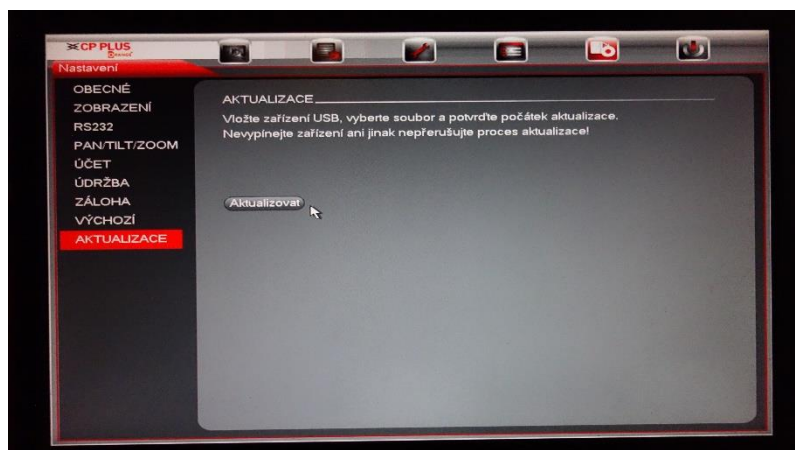 CP PLUS
Nastavení
OBECNÉ
ZOBRAZENÍ
RS232
PAN/TILT/ZOOM
ÚČET
ÚDRŽBA
ZÁLOHA
VÝCHOZÍ
AKTUALIZACE
AKTUALIZACE
Vložte zařízení USB, vyberte soubor a potvrďte počátek aktualizace.
Nevypínejte zařízení ani jinak nepřerušujte proces aktualizace!
Aktualizovat